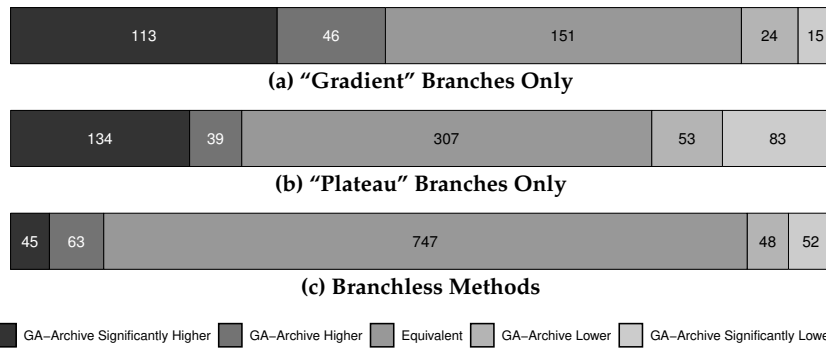 113 46 151 24 15
(a) “Gradient” Branches Only
134 39 307 53 83
(b) “Plateau” Branches Only
45 63 747 48 52
(c) Branchless Methods
GA−Archive Significantly Higher GA−Archive Higher Equivalent GA−Archive Lower GA−Archive Significantly Lowe